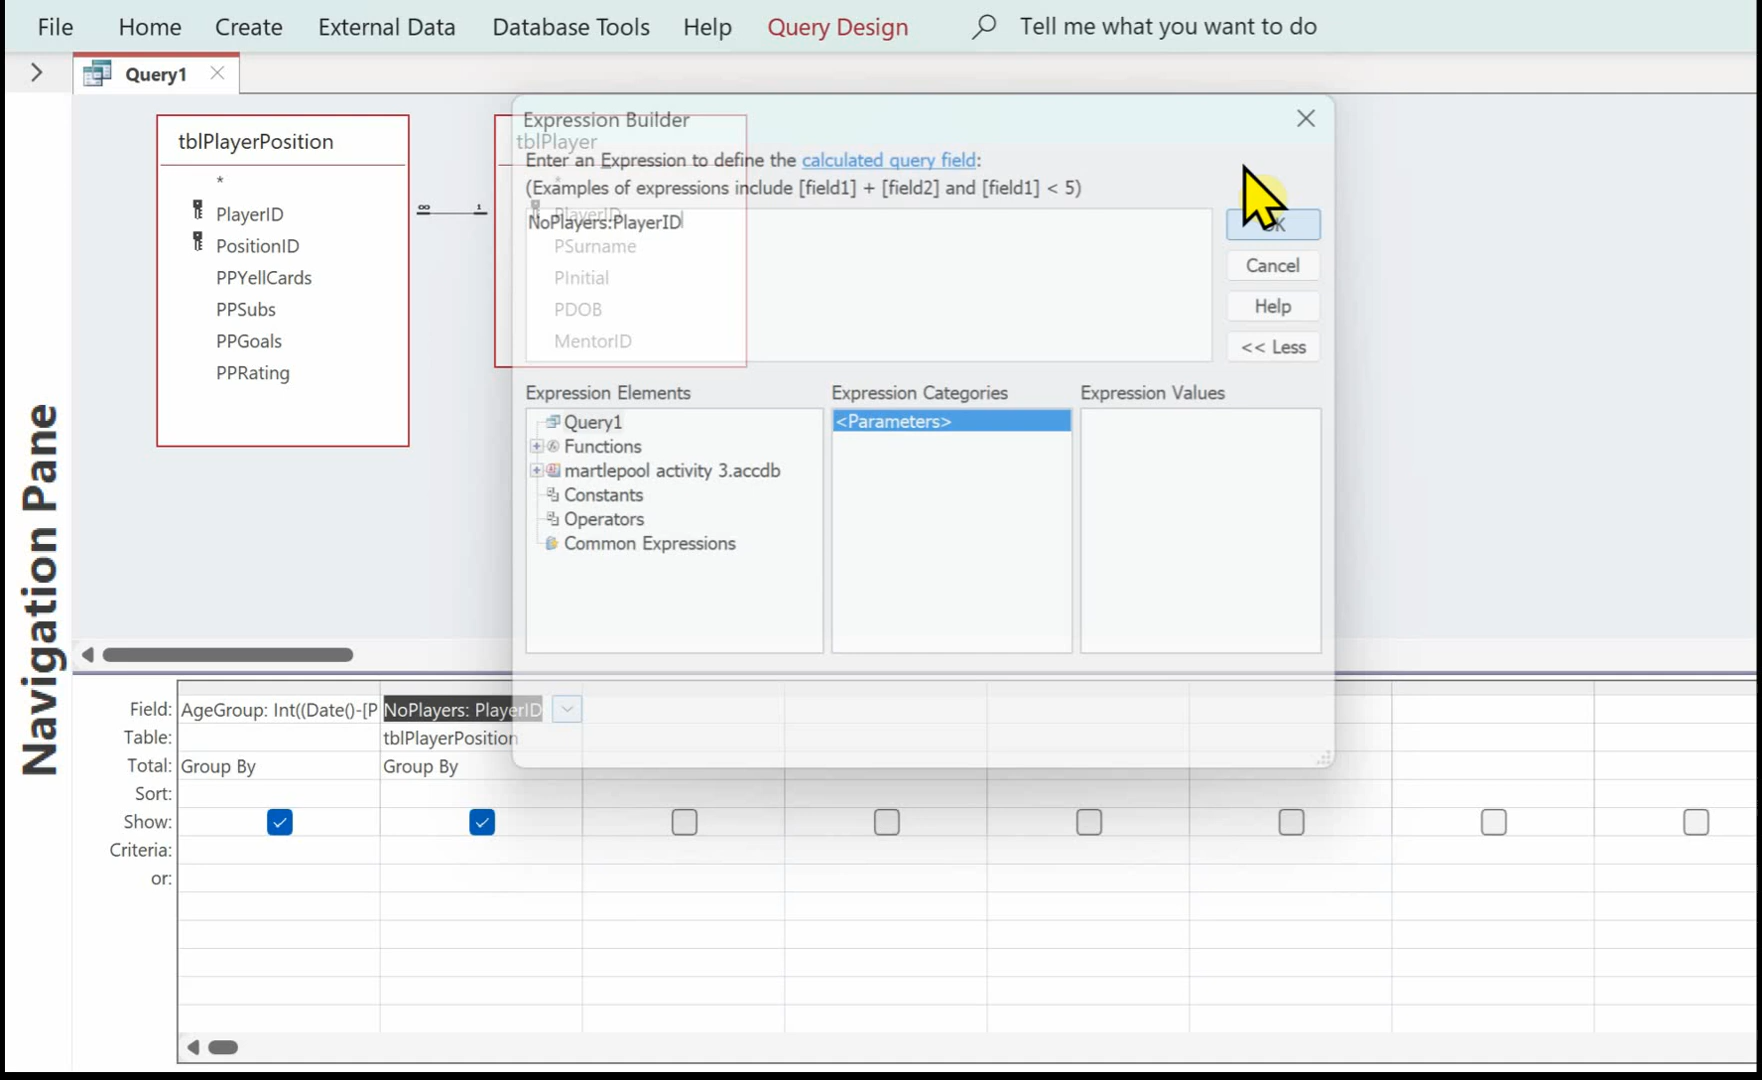 File Home Create External Data Database Tools Help Query Design Tell me what you want to do
Query1
Navigation Pane
tblPlayerPosition
*
PlayerID
PositionID
PPYellCards
PPSubs
PPGoals
PPRating
∞ 1
tblPlayer
*
PlayerID
PSurname
PInitial
PDOB
MentorID
Expression Builder
Enter an Expression to define the calculated query field:
(Examples of expressions include [field1] + [field2] and [field1] < 5)
NoPlayers:PlayerID
OK
Cancel
Help
<< Less
Expression Elements
Query1
Functions
martlepool activity 3.accdb
Constants
Operators
Common Expressions
Expression Categories
<Parameters>
Expression Values
Field: AgeGroup: Int((Date()-[P NoPlayers: PlayerID
Table: tblPlayerPosition
Total: Group By Group By
Sort:
Show:
Criteria:
or: